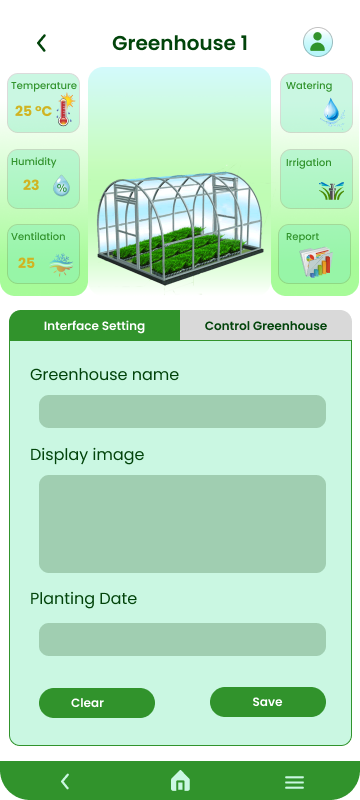 Greenhouse 1
Temperature
25 °C
Humidity
23
%
Ventilation
25
Watering
Irrigation
Report
Interface Setting
Control Greenhouse
Greenhouse name
Display image
Planting Date
Clear
Save